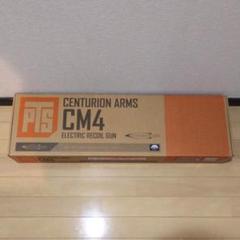 PTS
CENTURION ARMS
CM4
ELECTRIC RECOIL GUN